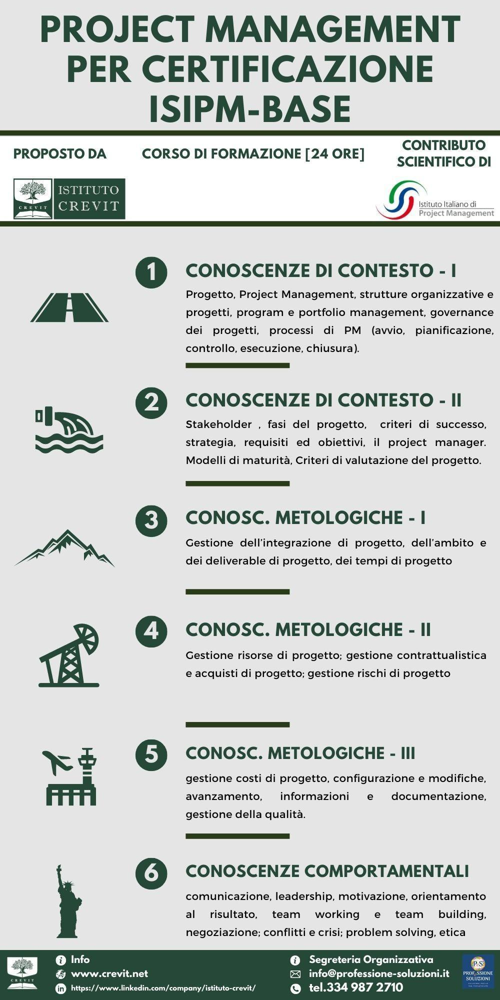 PROJECT MANAGEMENT
PER CERTIFICAZIONE
ISIPM-BASE
PROPOSTO DA
CORSO DI FORMAZIONE [24 ORE]
CONTRIBUTO
SCIENTIFICO DI
CREVIT
ISTITUTO
CREVIT
Istituto Italiano di
Project Management
1
CONOSCENZE DI CONTESTO - I
Progetto, Project Management, strutture organizzative e
progetti, program e portfolio management, governance
dei progetti, processi di PM (avvio, pianificazione,
controllo, esecuzione, chiusura).
2
CONOSCENZE DI CONTESTO - II
Stakeholder , fasi del progetto, criteri di successo,
strategia, requisiti ed obiettivi, il project manager.
Modelli di maturità, Criteri di valutazione del progetto.
3
CONOSC. METOLOGICHE - I
Gestione dell’integrazione di progetto, dell’ambito e
dei deliverable di progetto, dei tempi di progetto
4
CONOSC. METOLOGICHE - II
Gestione risorse di progetto; gestione contrattualistica
e acquisti di progetto; gestione rischi di progetto
5
CONOSC. METOLOGICHE - III
gestione costi di progetto, configurazione e modifiche,
avanzamento, informazioni e documentazione,
gestione della qualità.
6
CONOSCENZE COMPORTAMENTALI
comunicazione, leadership, motivazione, orientamento
al risultato, team working e team building,
negoziazione; conflitti e crisi; problem solving, etica
CREVIT
Info
www.crevit.net
https://www.linkedin.com/company/istituto-crevit/
Segreteria Organizzativa
info@professione-soluzioni.it
tel.334 987 2710
P&S
PROFESSIONE
SOLUZIONI